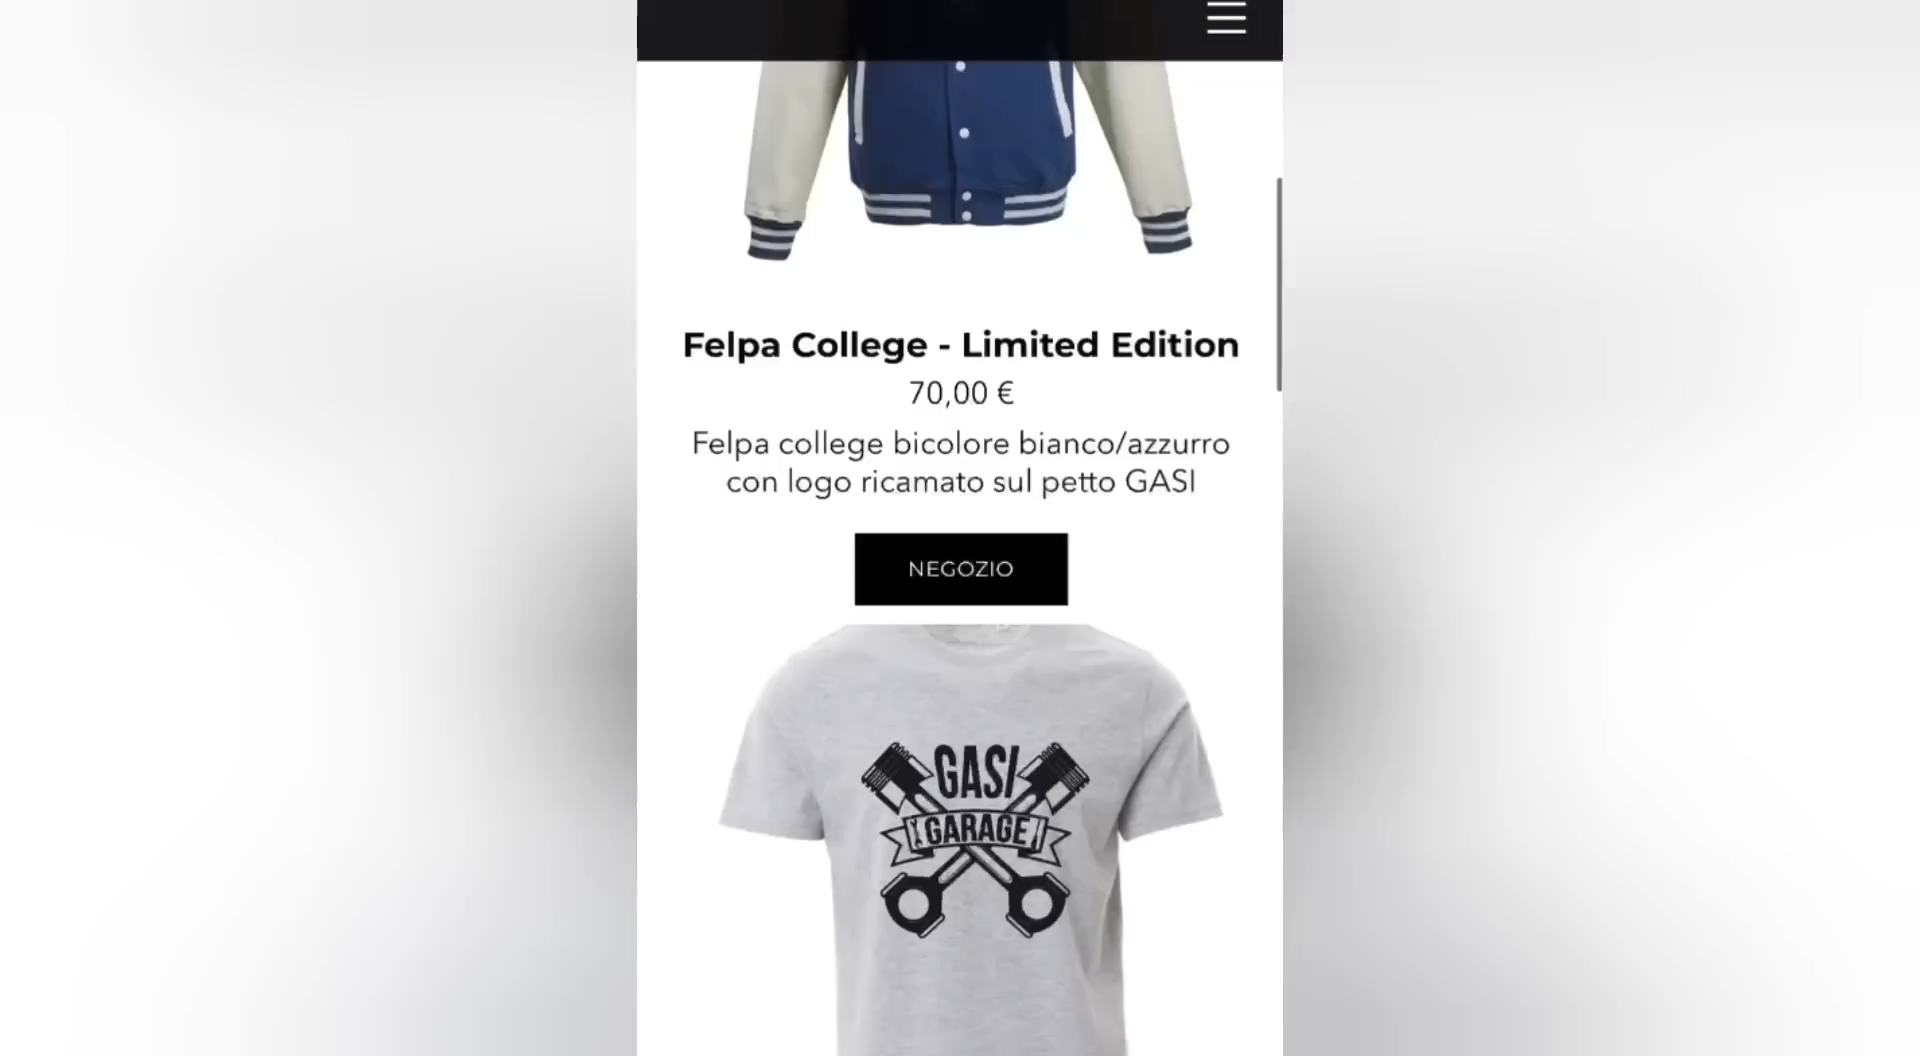 Felpa College - Limited Edition
70,00 €
Felpa college bicolore bianco/azzurro
con logo ricamato sul petto GASI
NEGOZIO
GASI
GARAGE